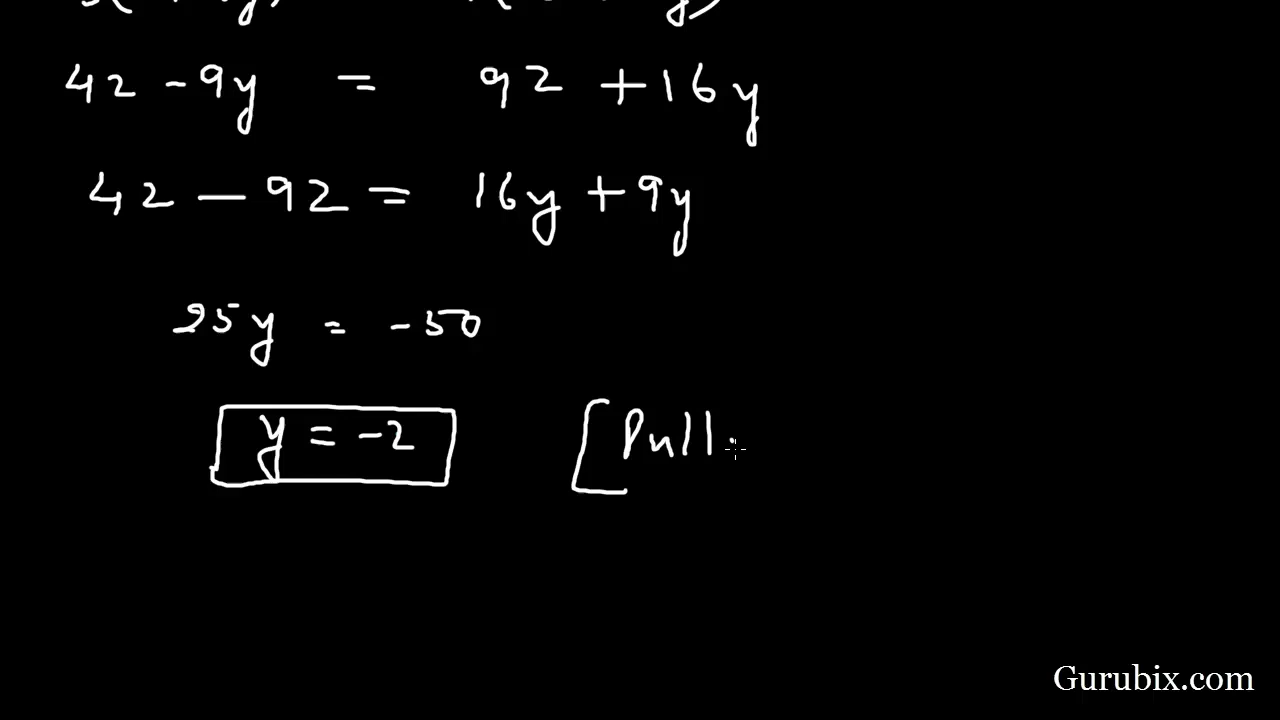 42 - 9y = 92 + 16y
42 - 92 = 16y + 9y
25y = -50
y = -2 [Pull
Gurubix.com